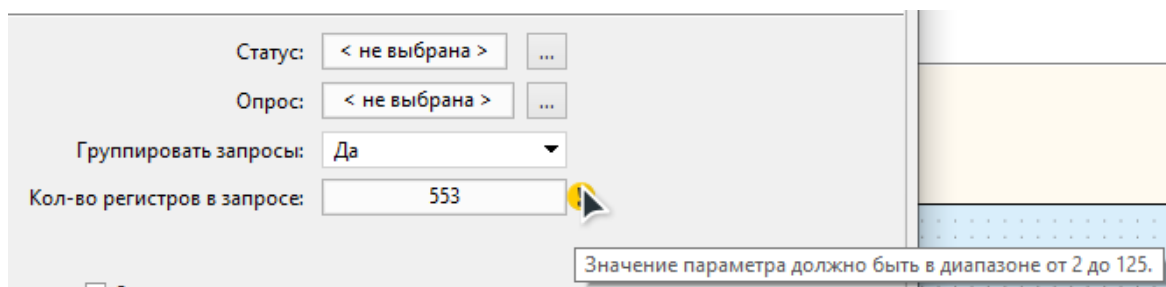 Статус: < не выбрана > ...
Опрос: < не выбрана > ...
Группировать запросы: Да
Кол-во регистров в запросе: 553
Значение параметра должно быть в диапазоне от 2 до 125.